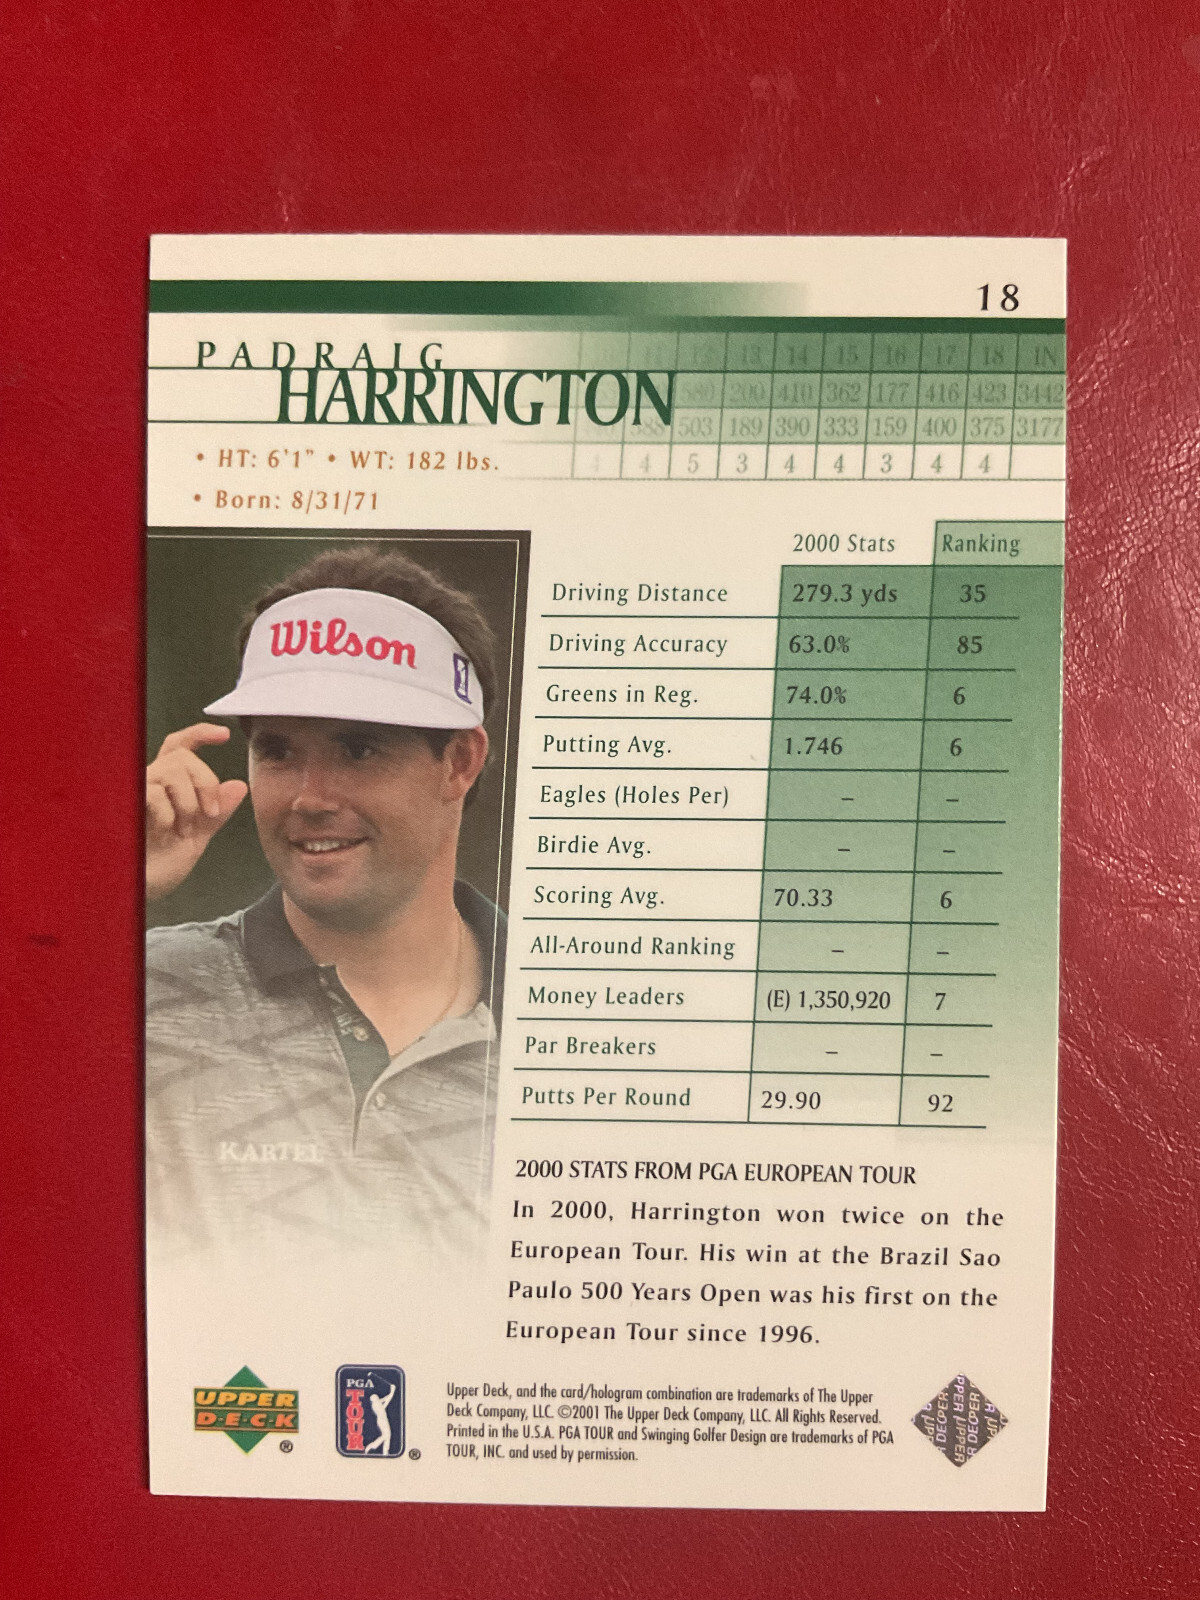 18
PADRAIG
HARRINGTON
12 13 14 15 16 17 18 IN
580 200 410 362 177 416 423 3442
388 503 189 390 333 159 400 375 3177
4 4 5 3 4 4 3 4 4
• HT: 6'1" • WT: 182 lbs.
• Born: 8/31/71
2000 Stats Ranking
Driving Distance 279.3 yds 35
Driving Accuracy 63.0% 85
Greens in Reg. 74.0% 6
Putting Avg. 1.746 6
Eagles (Holes Per) – –
Birdie Avg. – –
Scoring Avg. 70.33 6
All-Around Ranking – –
Money Leaders (E) 1,350,920 7
Par Breakers – –
Putts Per Round 29.90 92
Wilson
KARTEL
2000 STATS FROM PGA EUROPEAN TOUR
In 2000, Harrington won twice on the
European Tour. His win at the Brazil Sao
Paulo 500 Years Open was his first on the
European Tour since 1996.
UPPER
D·E·C·K
®
PGA
TOUR
®
Upper Deck, and the card/hologram combination are trademarks of The Upper
Deck Company, LLC. ©2001 The Upper Deck Company, LLC. All Rights Reserved.
Printed in the U.S.A. PGA TOUR and Swinging Golfer Design are trademarks of PGA
TOUR, INC. and used by permission.